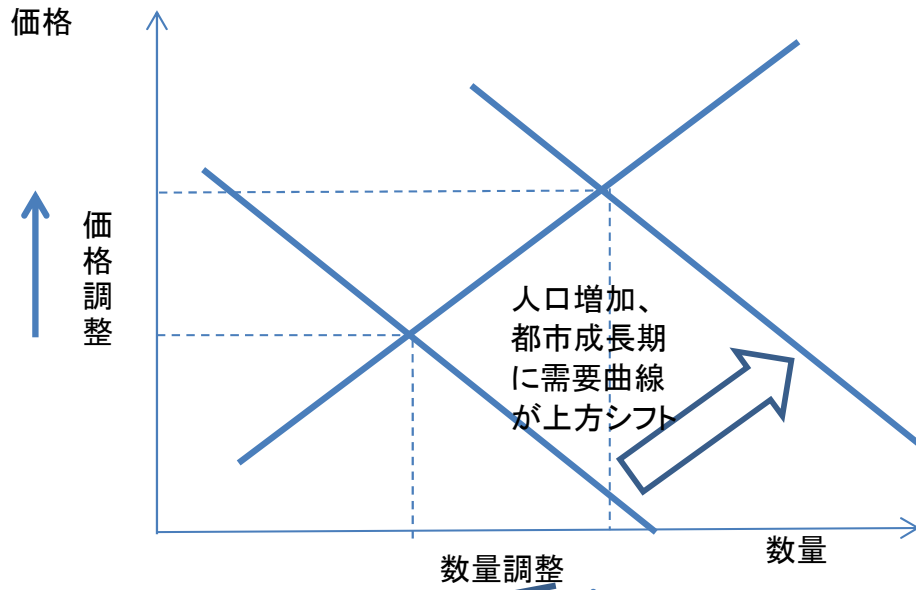 価格
価格調整
人口増加、
都市成長期
に需要曲線
が上方シフト
数量
数量調整